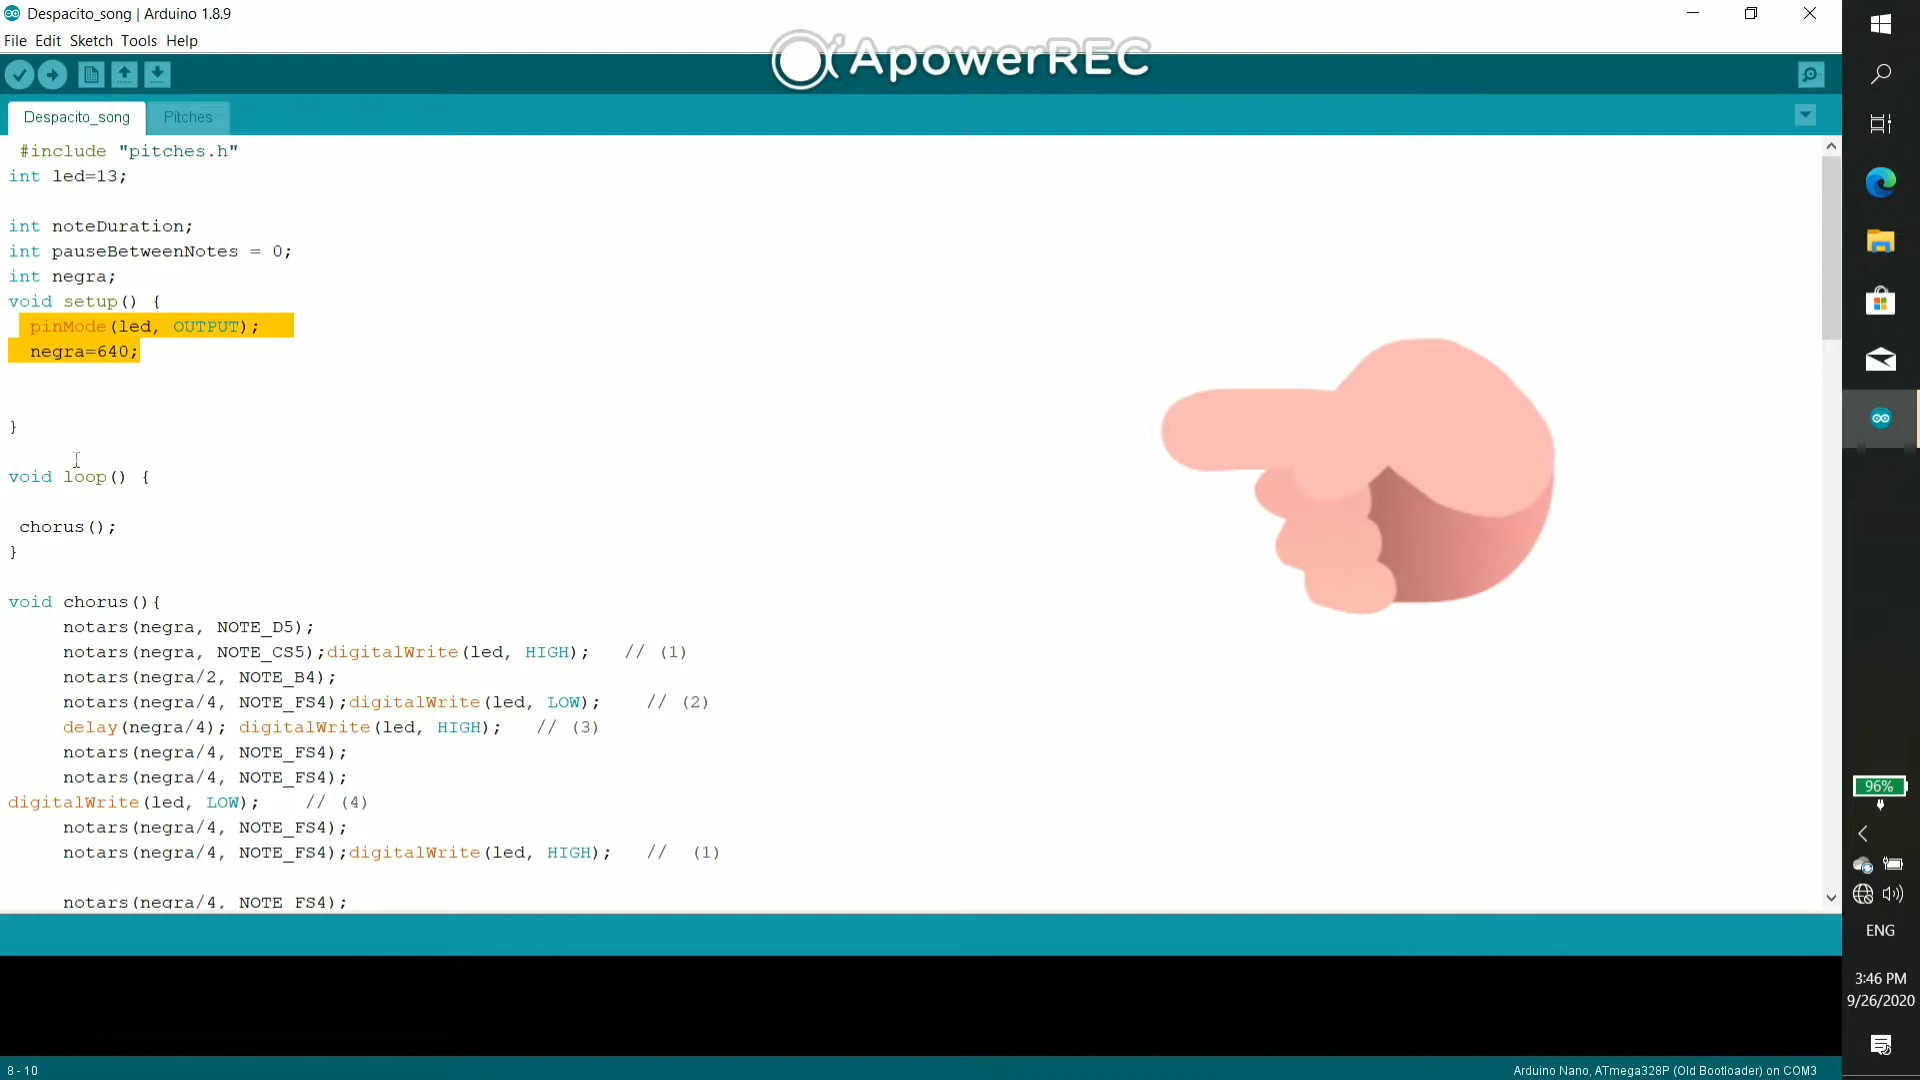 Despacito_song | Arduino 1.8.9
File Edit Sketch Tools Help
ApowerREC
Despacito_song Pitches
#include "pitches.h"
int led=13;
int noteDuration;
int pauseBetweenNotes = 0;
int negra;
void setup() {
pinMode(led, OUTPUT);
negra=640;
}
void loop() {
chorus();
}
void chorus(){
notars(negra, NOTE_D5);
notars(negra, NOTE_CS5);digitalWrite(led, HIGH); // (1)
notars(negra/2, NOTE_B4);
notars(negra/4, NOTE_FS4);digitalWrite(led, LOW); // (2)
delay(negra/4); digitalWrite(led, HIGH); // (3)
notars(negra/4, NOTE_FS4);
notars(negra/4, NOTE_FS4);
digitalWrite(led, LOW); // (4)
notars(negra/4, NOTE_FS4);
notars(negra/4, NOTE_FS4);digitalWrite(led, HIGH); // (1)
notars(negra/4, NOTE_FS4);
96%
ENG
3:46 PM
9/26/2020
8 - 10
Arduino Nano, ATmega328P (Old Bootloader) on COM3